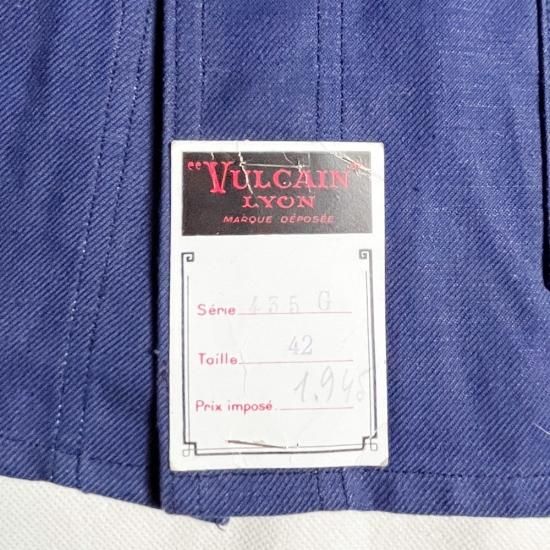 "VULCAIN"
LYON
MARQUE DÉPOSÉE
Série 435 G
Taille 42
Prix imposé 1.945